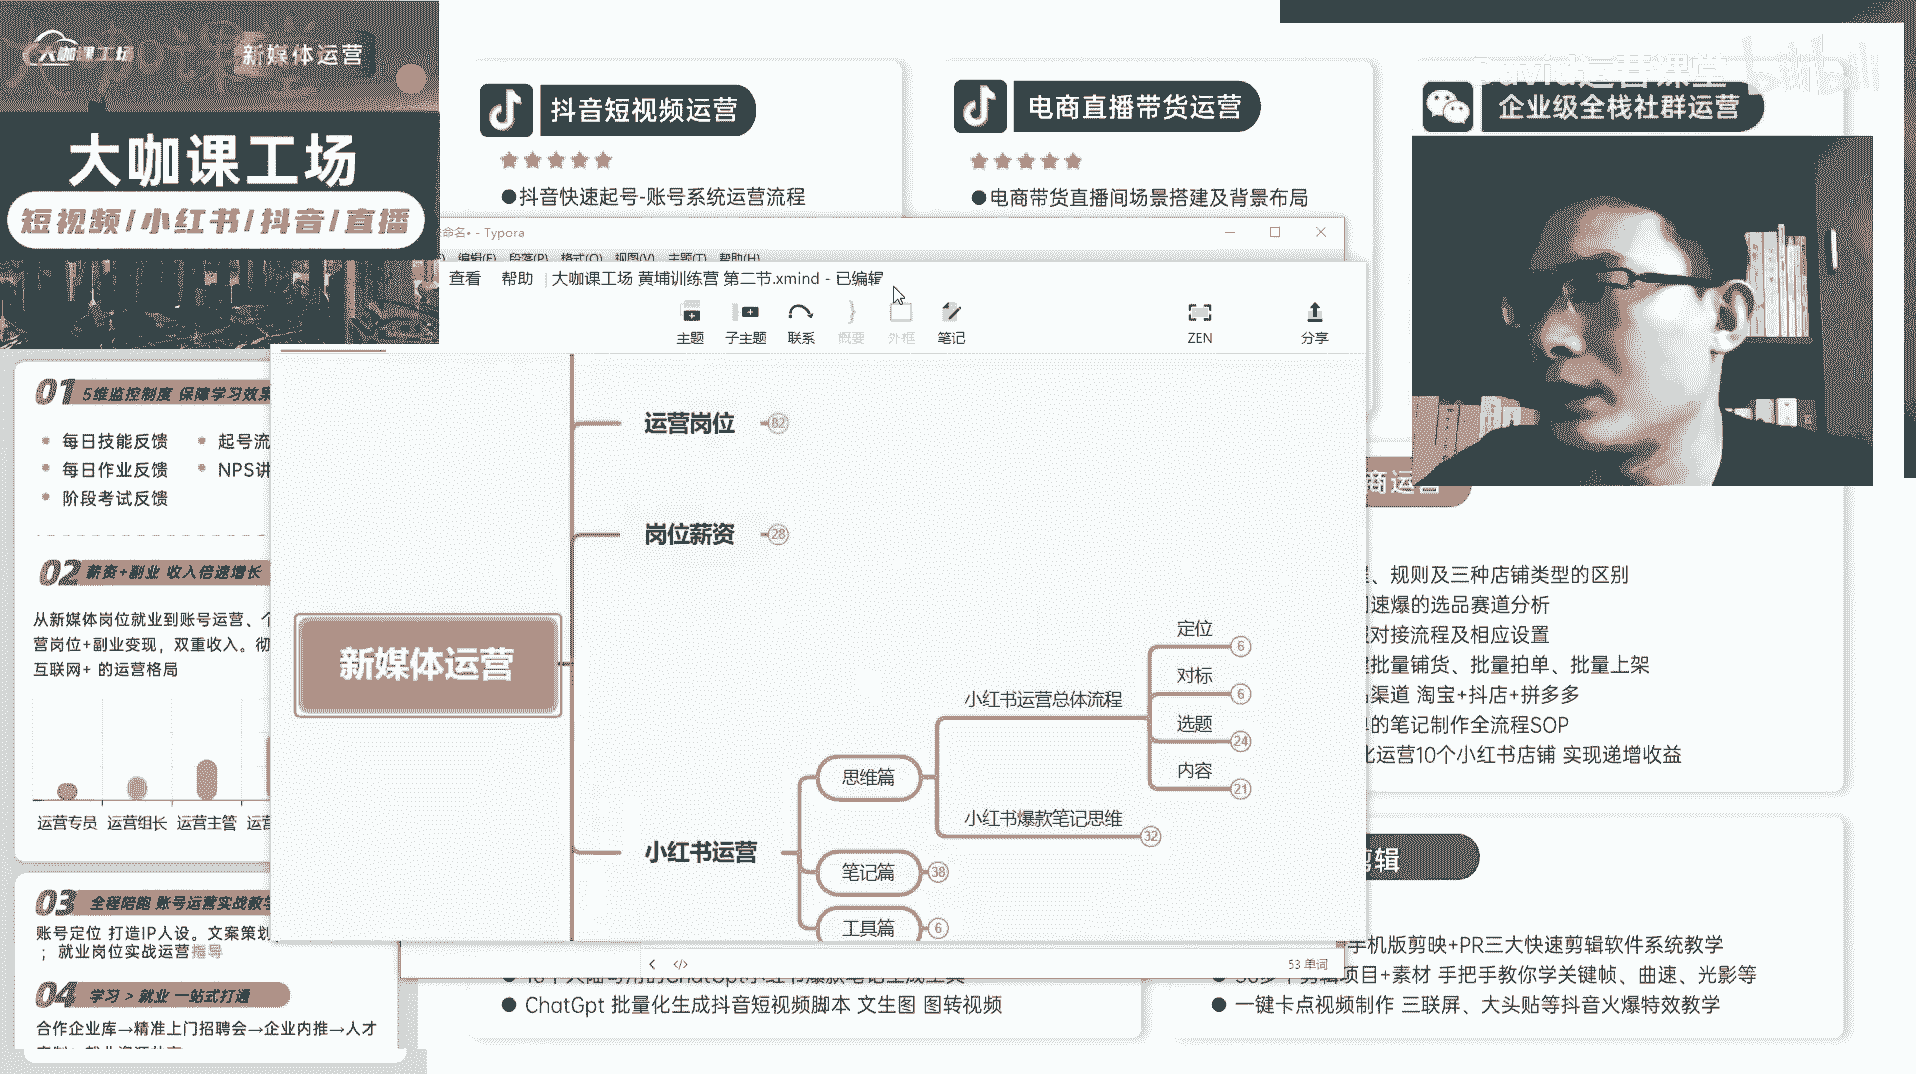 大咖课工场
新媒体运营
大咖课工场
短视频/小红书/抖音/直播
抖音短视频运营
●抖音快速起号-账号系统运营流程
电商直播带货运营
●电商带货直播间场景搭建及背景布局
运营课堂
bilibili
企业级全栈社群运营
- Typora
编辑(E) 段落(P) 格式(O) 视图(V) 主题(T) 帮助(H)
查看 帮助 大咖课工场 黄埔训练营 第二节.xmind - 已编辑
主题
子主题
联系
概要
外框
笔记
ZEN
分享
运营岗位 82
岗位薪资 28
新媒体运营
小红书运营
思维篇
小红书运营总体流程
定位 6
对标 6
选题 24
内容 21
小红书爆款笔记思维 32
笔记篇 38
工具篇 6
53 单词
01 5维监控制度 保障学习效果
每日技能反馈
起号流
每日作业反馈
NPS讲
阶段考试反馈
02 薪资+副业 收入倍速增长
从新媒体岗位就业到账号运营、
营岗位+副业变现，双重收入。彻
互联网+ 的运营格局
运营专员 运营组长 运营主管 运营
03 全程陪跑 账号运营实战教学
账号定位 打造IP人设。文案策划
；就业岗位实战运营指导
04 学习 > 就业 一站式打通
合作企业库→精准上门招聘会→企业内推→人才
商运营
、规则及三种店铺类型的区别
速爆的选品赛道分析
对接流程及相应设置
批量铺货、批量拍单、批量上架
渠道 淘宝+抖店+拼多多
的笔记制作全流程SOP
化运营10个小红书店铺 实现递增收益
● ChatGpt 批量化生成抖音短视频脚本 文生图 图转视频
剪辑
手机版剪映+PR三大快速剪辑软件系统教学
剪辑项目+素材 手把手教你学关键帧、曲速、光影等
● 一键卡点视频制作 三联屏、大头贴等抖音火爆特效教学